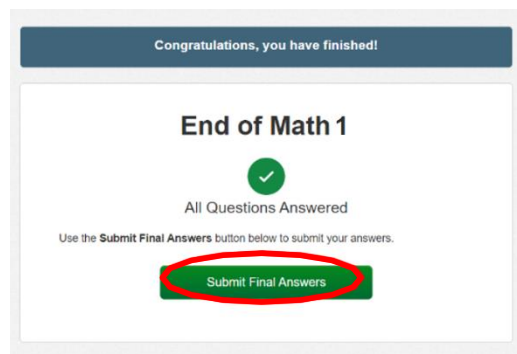 Congratulations, you have finished!
End of Math 1
All Questions Answered
Use the Submit Final Answers button below to submit your answers.
Submit Final Answers